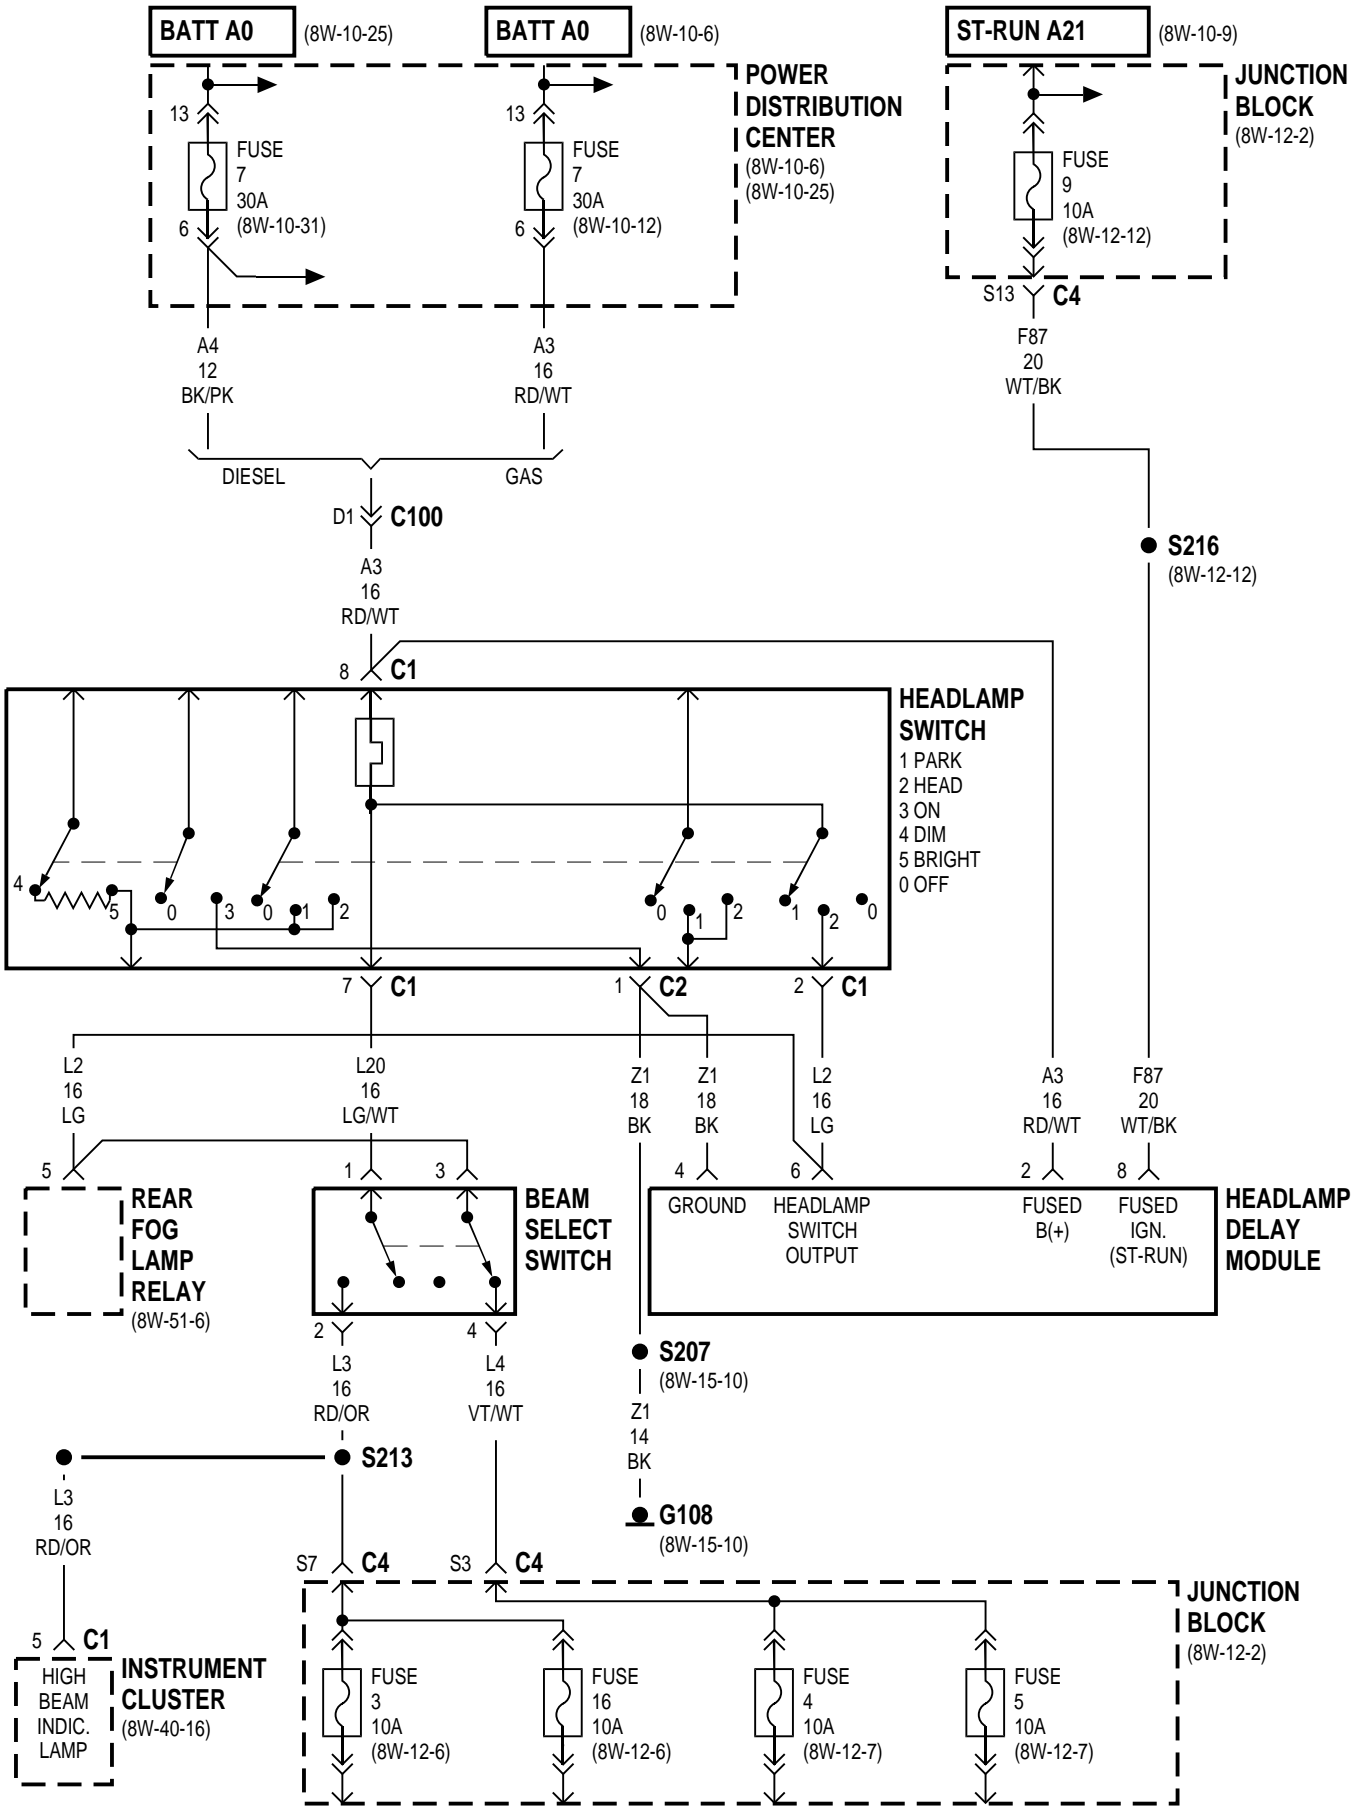 BATT A0
(8W-10-25)
BATT A0
(8W-10-6)
ST-RUN A21
(8W-10-9)
POWER
DISTRIBUTION
CENTER
(8W-10-6)
(8W-10-25)
JUNCTION
BLOCK
(8W-12-2)
13
FUSE
7
30A
(8W-10-31)
6
13
FUSE
7
30A
(8W-10-12)
6
FUSE
9
10A
(8W-12-12)
S13
C4
A4
12
BK/PK
A3
16
RD/WT
F87
20
WT/BK
DIESEL
GAS
D1
C100
S216
(8W-12-12)
A3
16
RD/WT
8
C1
HEADLAMP
SWITCH
1 PARK
2 HEAD
3 ON
4 DIM
5 BRIGHT
0 OFF
4
5
0
3
0
1
2
0
1
2
1
2
0
7
C1
1
C2
2
C1
L2
16
LG
L20
16
LG/WT
Z1
18
BK
Z1
18
BK
L2
16
LG
A3
16
RD/WT
F87
20
WT/BK
5
1
3
4
6
2
8
REAR
FOG
LAMP
RELAY
(8W-51-6)
BEAM
SELECT
SWITCH
GROUND
HEADLAMP
SWITCH
OUTPUT
FUSED
B(+)
FUSED
IGN.
(ST-RUN)
HEADLAMP
DELAY
MODULE
2
4
L3
16
RD/OR
L4
16
VT/WT
S207
(8W-15-10)
Z1
14
BK
S213
G108
(8W-15-10)
L3
16
RD/OR
S7
C4
S3
C4
JUNCTION
BLOCK
(8W-12-2)
5
C1
HIGH
BEAM
INDIC.
LAMP
INSTRUMENT
CLUSTER
(8W-40-16)
FUSE
3
10A
(8W-12-6)
FUSE
16
10A
(8W-12-6)
FUSE
4
10A
(8W-12-7)
FUSE
5
10A
(8W-12-7)